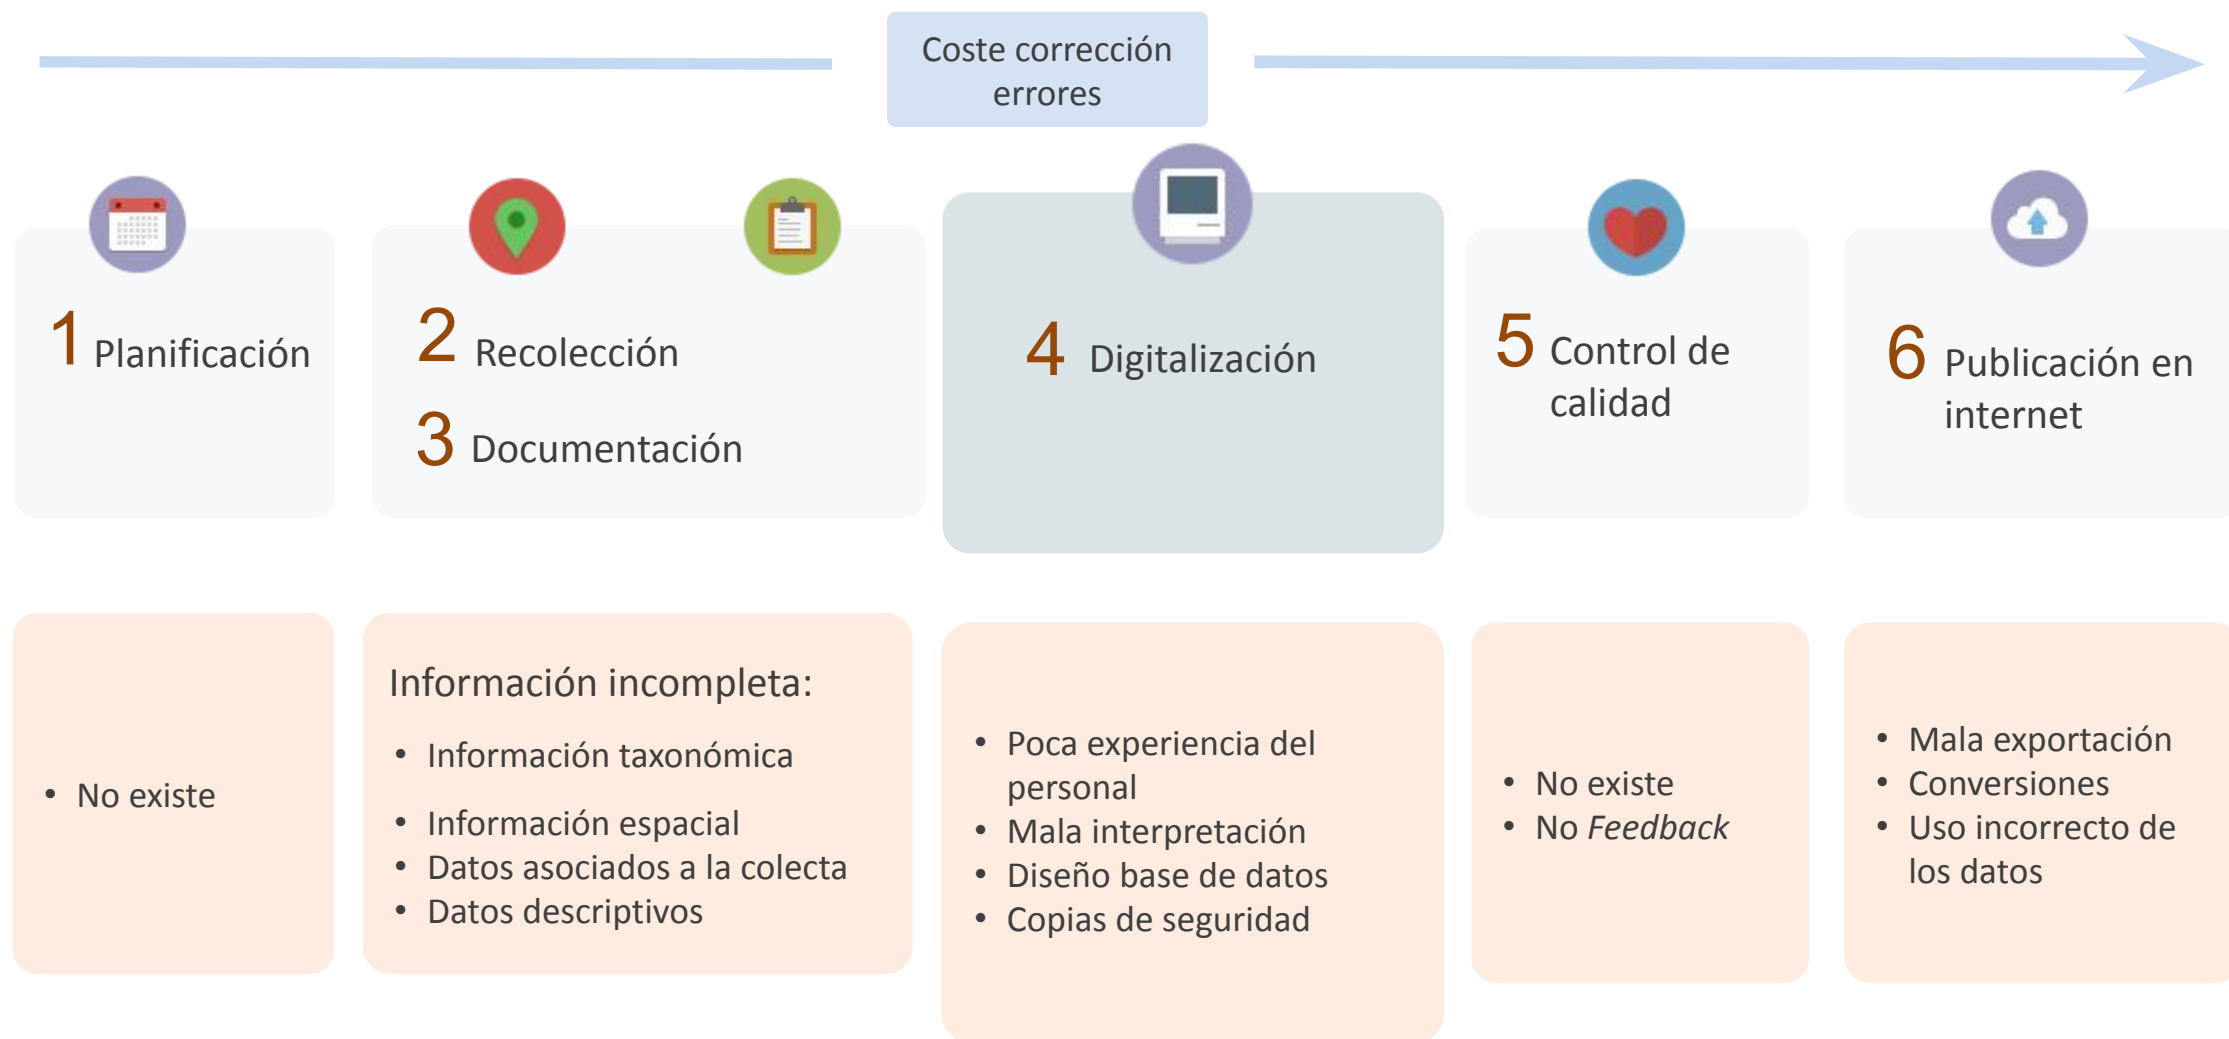 Coste corrección
errores
1 Planificación
2 Recolección
3 Documentación
4 Digitalización
5 Control de
calidad
6 Publicación en
internet
• No existe
Información incompleta:
• Información taxonómica
• Información espacial
• Datos asociados a la colecta
• Datos descriptivos
• Poca experiencia del
personal
• Mala interpretación
• Diseño base de datos
• Copias de seguridad
• No existe
• No Feedback
• Mala exportación
• Conversiones
• Uso incorrecto de
los datos